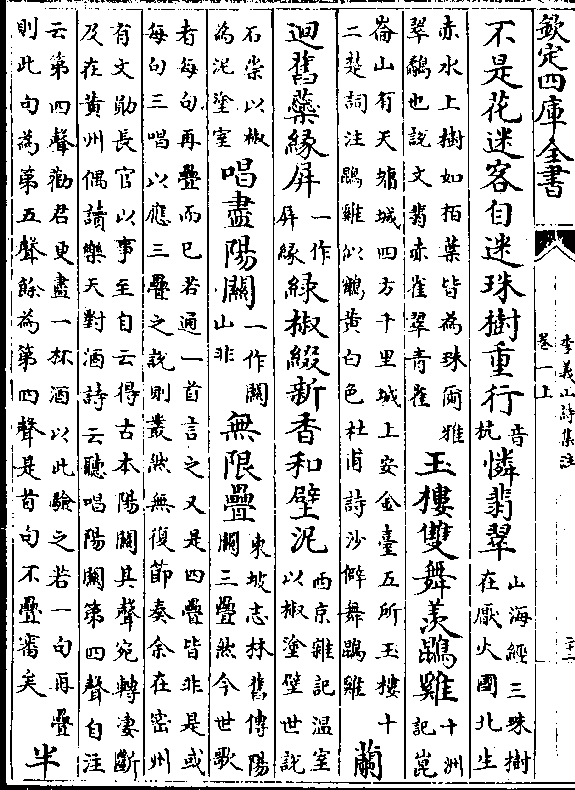 欽定四庫全書
李義山詩集注
卷一上
不是花迷客自迷珠樹重行音杭憐翡翠山海經三珠樹在厭火國北生
赤水上樹如栢葉皆為珠爾雅翠鷸也說文翡赤雀翠青雀玉樓雙舞羨鵾雞十洲記崑
崙山有天墉城四方千里城上安金臺五所玉樓十二楚詞注鵾雞似鶴黄白色杜甫詩沙僻舞鵾雞蘭
迴舊蘂緣屏一作屏緣緑椒綴新香和壁泥西京雜記温室以椒塗壁世說
石崇以椒為泥塗室唱盡陽關一作關山非無限疊東坡志林舊傳陽關三疊然今世歌
者每句再疊而已若通一首言之又是四疊皆非是或每句三唱以應三疊之說則叢然無復節奏余在密州
有文勛長官以事至自云得古本陽關其聲宛轉凄斷及在黄州偶讀樂天對酒詩云聽唱陽關第四聲自注
云第四聲勸君更盡一杯酒以此驗之若一句再疊則此句為第五聲餘為第四聲是首句不疊審矣半